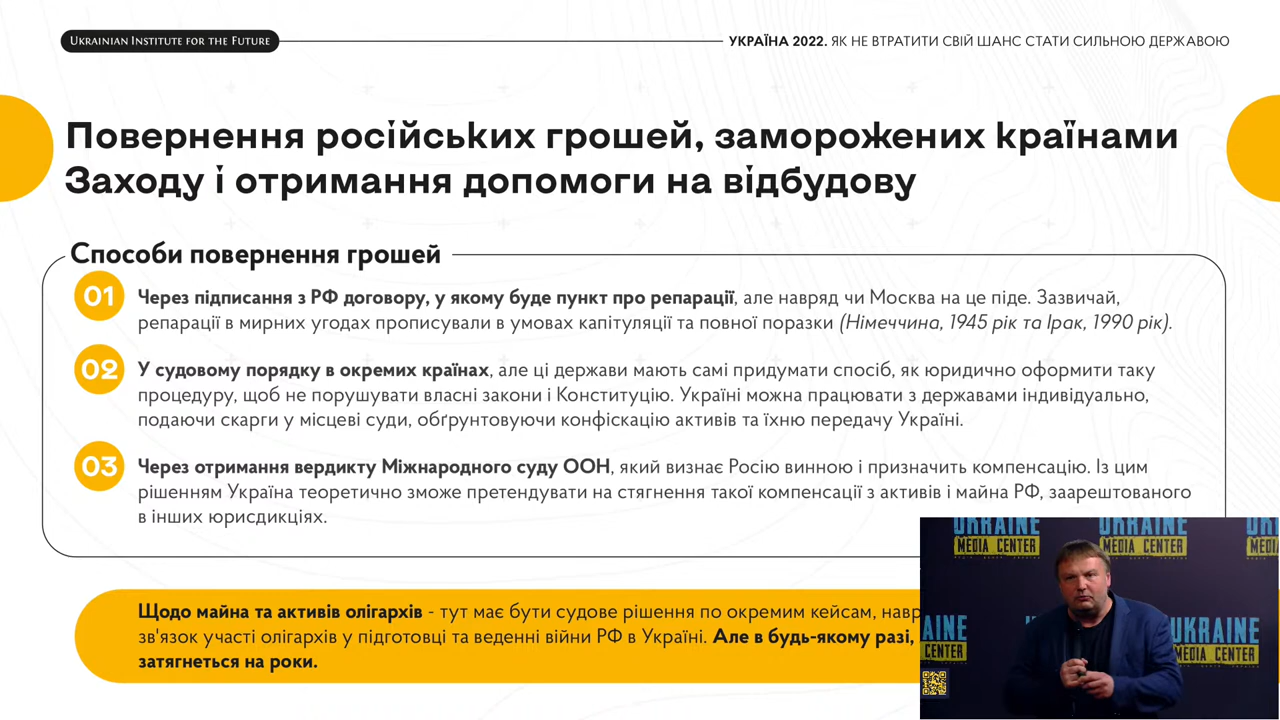 UKRAINIAN INSTITUTE FOR THE FUTURE
УКРАЇНА 2022. ЯК НЕ ВТРАТИТИ СВІЙ ШАНС СТАТИ СИЛЬНОЮ ДЕРЖАВОЮ
Повернення російських грошей, заморожених країнами
Заходу і отримання допомоги на відбудову
Способи повернення грошей
01
Через підписання з РФ договору, у якому буде пункт про репарації, але навряд чи Москва на це піде. Зазвичай,
репарації в мирних угодах прописували в умовах капітуляції та повної поразки (Німеччина, 1945 рік та Ірак, 1990 рік).
02
У судовому порядку в окремих країнах, але ці держави мають самі придумати спосіб, як юридично оформити таку
процедуру, щоб не порушувати власні закони і Конституцію. Україні можна працювати з державами індивідуально,
подаючи скарги у місцеві суди, обґрунтовуючи конфіскацію активів та їхню передачу Україні.
03
Через отримання вердикту Міжнародного суду ООН, який визнає Росію винною і призначить компенсацію. Із цим
рішенням Україна теоретично зможе претендувати на стягнення такої компенсації з активів і майна РФ, заарештованого
в інших юрисдикціях.
Щодо майна та активів олігархів - тут має бути судове рішення по окремим кейсам,
зв'язок участі олігархів у підготовці та веденні війни РФ в Україні. Але в будь-якому разі,
затягнеться на роки.
UKRAINE
MEDIA CENTER
UKRAINE
MEDIA CENTER
UKRAINE
MEDIA CENTER